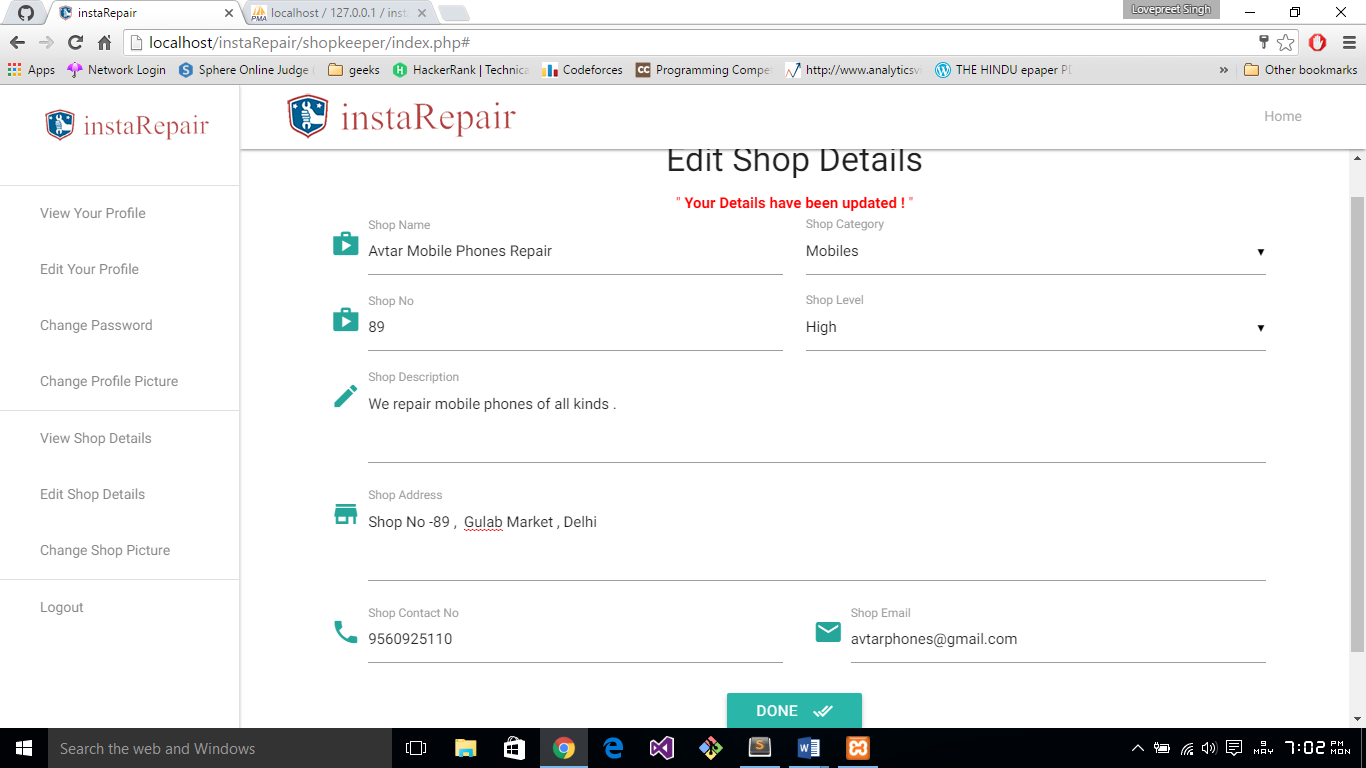 instaRepair
localhost / 127.0.0.1 / inst
Lovepreet Singh
localhost/instaRepair/shopkeeper/index.php#
Apps Network Login Sphere Online Judge geeks HackerRank | Technica Codeforces Programming Compe http://www.analyticsv THE HINDU epaper PD » Other bookmarks
instaRepair
instaRepair
Home
View Your Profile
Edit Your Profile
Change Password
Change Profile Picture
View Shop Details
Edit Shop Details
Change Shop Picture
Logout
Edit Shop Details
" Your Details have been updated ! "
Shop Name
Avtar Mobile Phones Repair
Shop Category
Mobiles
Shop No
89
Shop Level
High
Shop Description
We repair mobile phones of all kinds .
Shop Address
Shop No -89 , Gulab Market , Delhi
Shop Contact No
9560925110
Shop Email
avtarphones@gmail.com
DONE
Search the web and Windows
9 MAY
7:02 PM MON